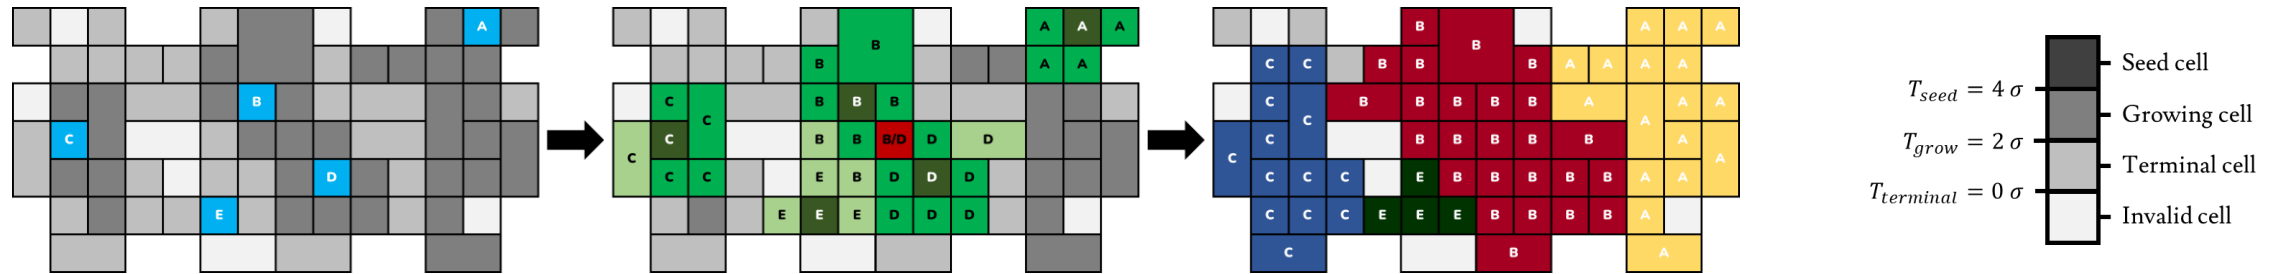 A
B
C
D
E
A A A
B
B A A
C B B B
C
C B B B/D D D
C
C C E B D D D
E E E D D D
B A A A
B
C C B B B A A A A
C B B B B B A A A
C A
C B B B B B A
C A
C C C E B B B B B A A
C C C E E E B B B B A
C B A
Seed cell
T_seed = 4 σ
Growing cell
T_grow = 2 σ
Terminal cell
T_terminal = 0 σ
Invalid cell